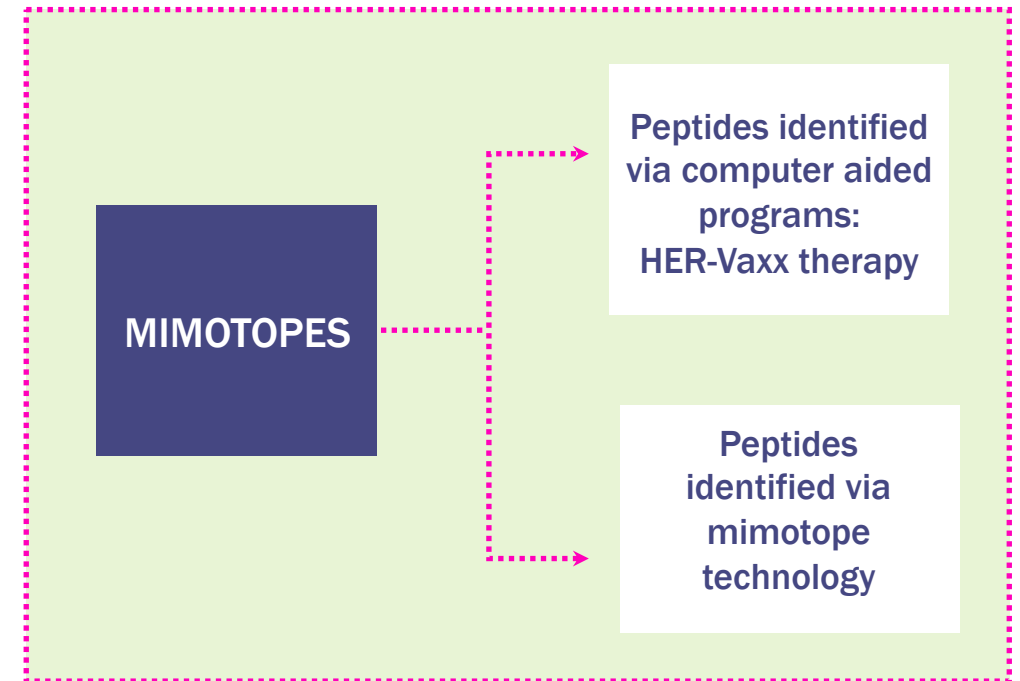 MIMOTOPES
Peptides identified
via computer aided
programs:
HER-Vaxx therapy
Peptides
identified via
mimotope
technology